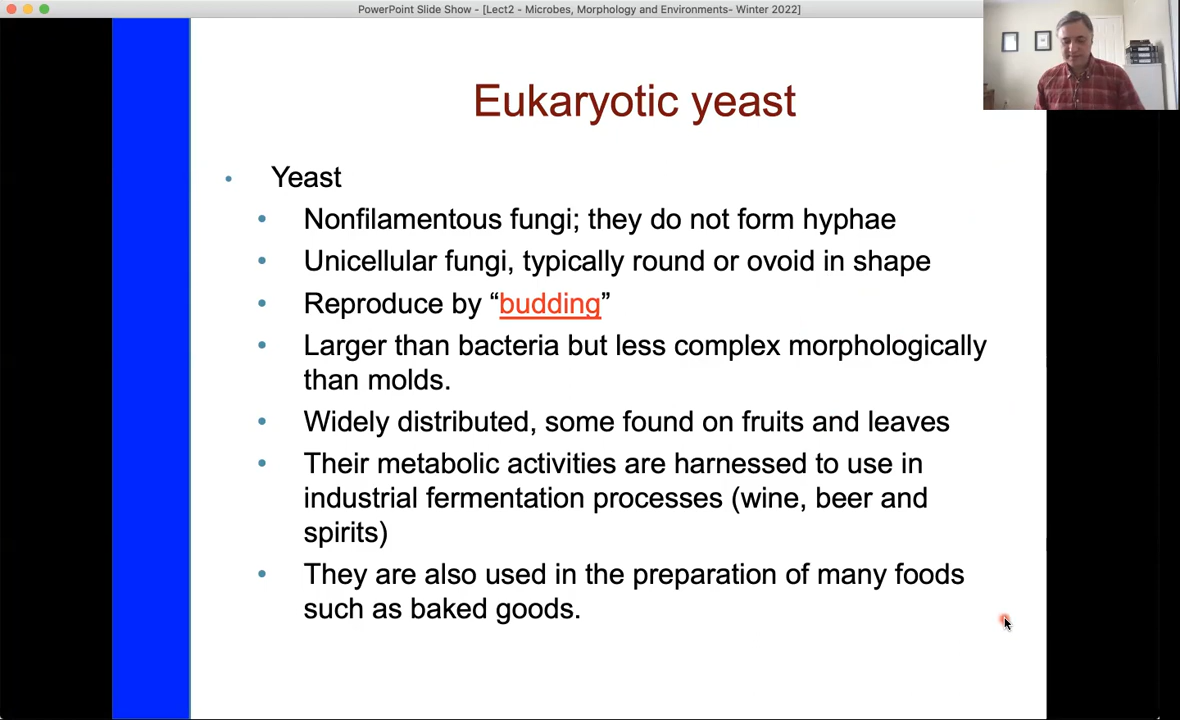 PowerPoint Slide Show - [Lect2 - Microbes, Morphology and Environments- Winter 2022]
Eukaryotic yeast
• Yeast
• Nonfilamentous fungi; they do not form hyphae
• Unicellular fungi, typically round or ovoid in shape
• Reproduce by “budding”
• Larger than bacteria but less complex morphologically
than molds.
• Widely distributed, some found on fruits and leaves
• Their metabolic activities are harnessed to use in
industrial fermentation processes (wine, beer and
spirits)
• They are also used in the preparation of many foods
such as baked goods.